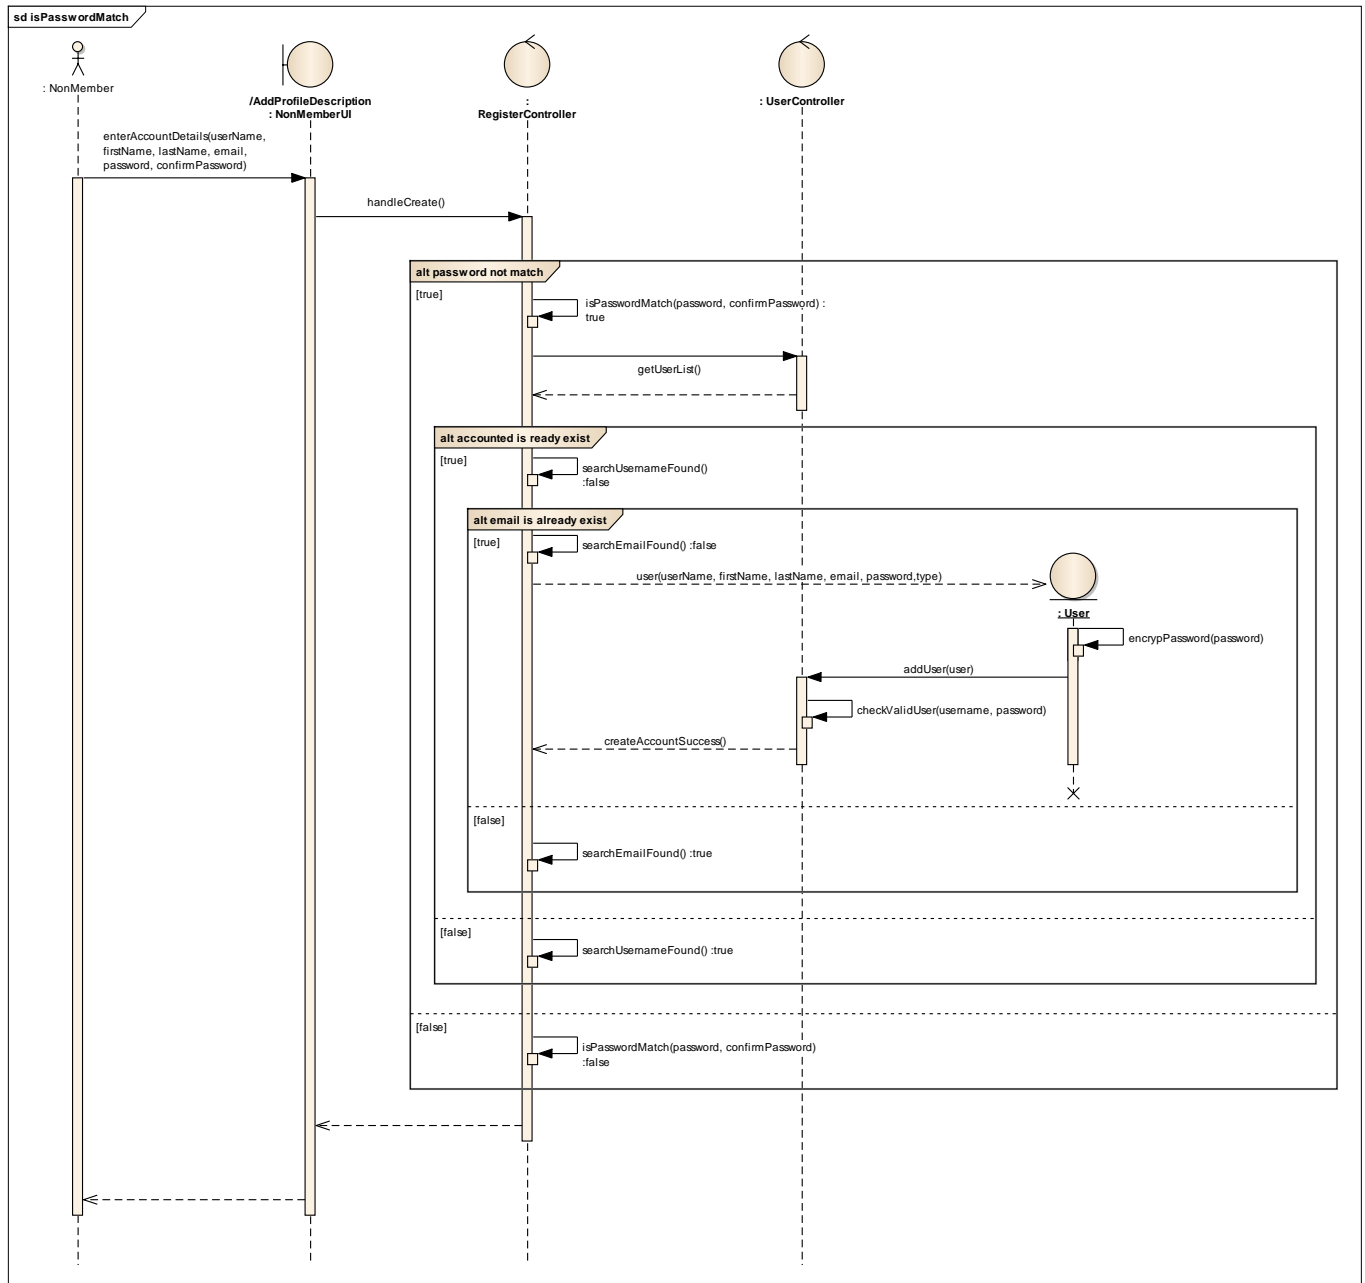 sd isPasswordMatch
: NonMember
/AddProfileDescription
: NonMemberUI
:
RegisterController
: UserController
enterAccountDetails(userName,
firstName, lastName, email,
password, confirmPassword)
handleCreate()
alt password not match
[true]
isPasswordMatch(password, confirmPassword) :
true
getUserList()
alt accounted is ready exist
[true]
searchUsernameFound()
:false
alt email is already exist
[true]
searchEmailFound() :false
user(userName, firstName, lastName, email, password,type)
: User
encrypPassword(password)
addUser(user)
checkValidUser(username, password)
createAccountSuccess()
[false]
searchEmailFound() :true
[false]
searchUsernameFound() :true
[false]
isPasswordMatch(password, confirmPassword)
:false